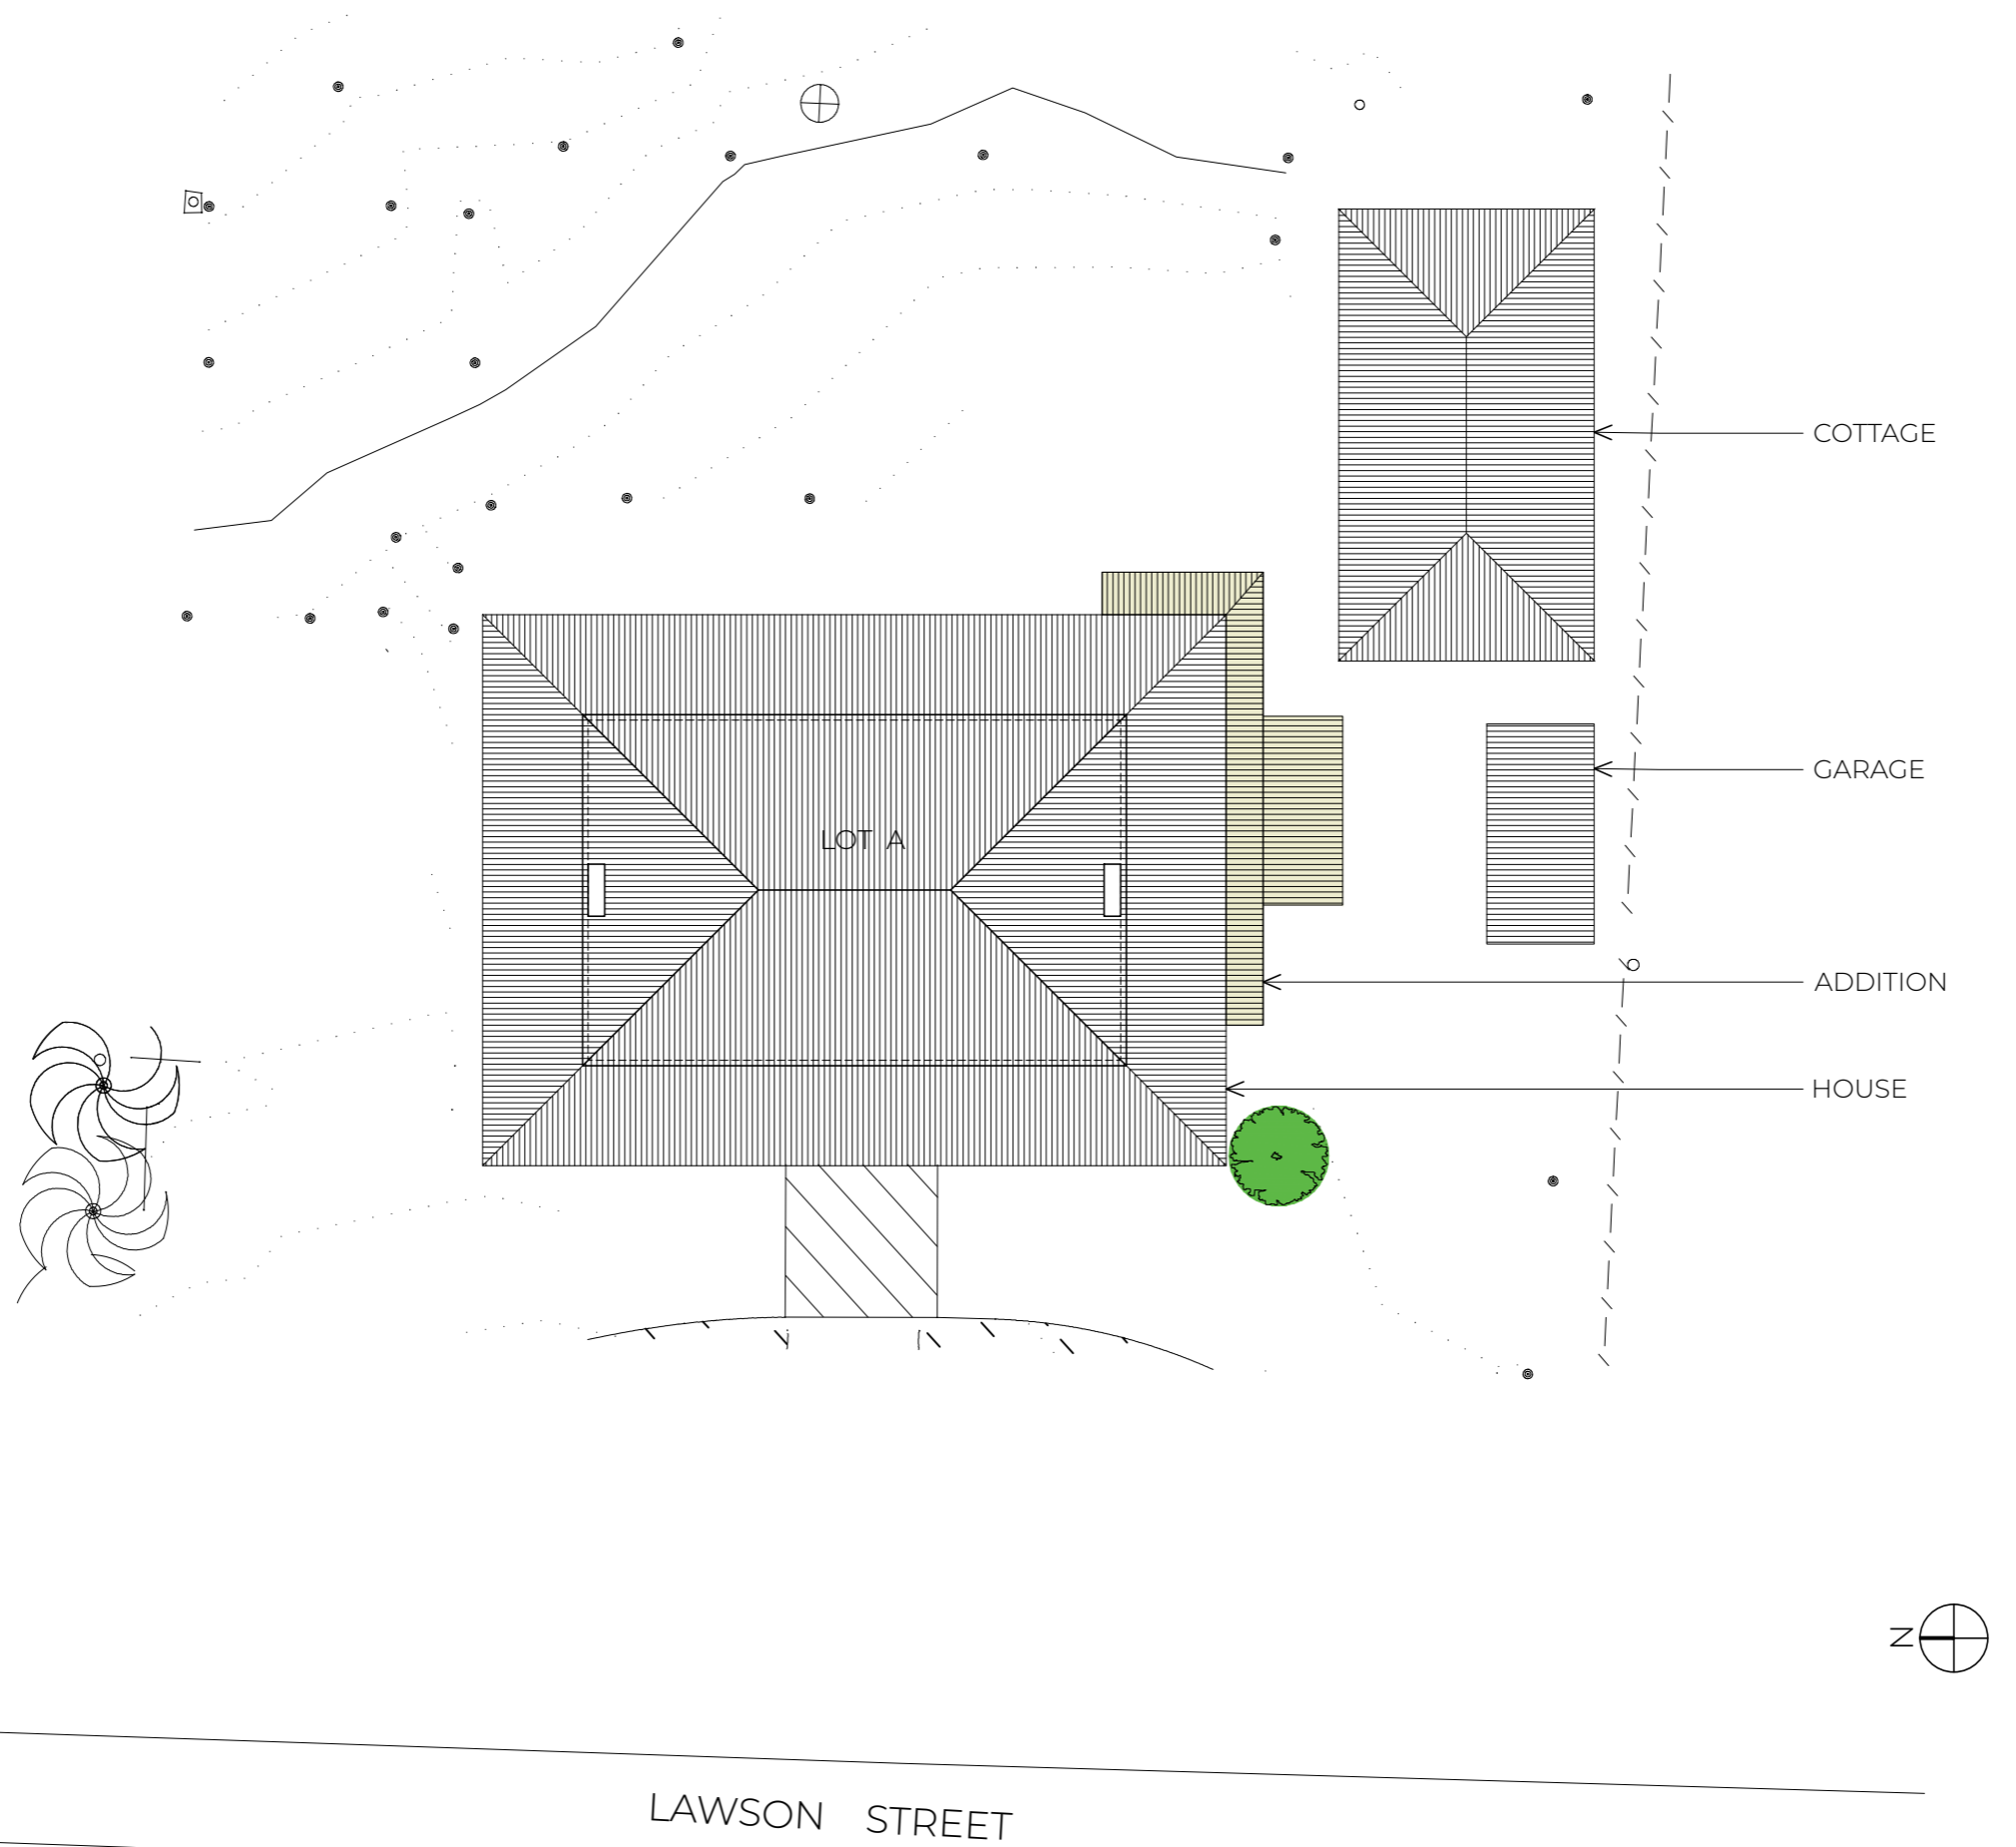 COTTAGE
GARAGE
LOT A
ADDITION
HOUSE
N
LAWSON STREET